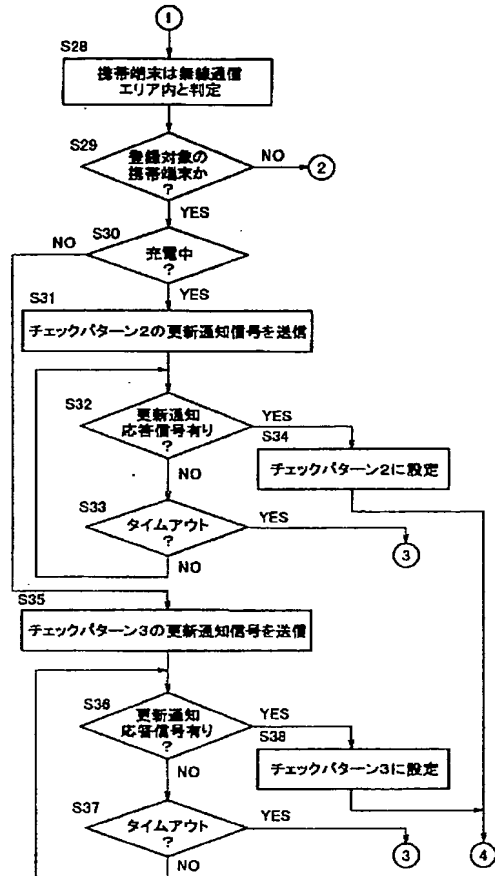 1
S28
携帯端末は無線通信
エリア内と判定
S29
登録対象の
携帯端末か
?
NO
2
YES
S30
NO
充電中
?
YES
S31
チェックパターン2の更新通知信号を送信
S32
更新通知
応答信号有り
?
YES
S34
チェックパターン2に設定
NO
S33
タイムアウト
?
YES
3
NO
S35
チェックパターン3の更新通知信号を送信
S36
更新通知
応答信号有り
?
YES
S38
チェックパターン3に設定
NO
S37
タイムアウト
?
YES
3
4
NO